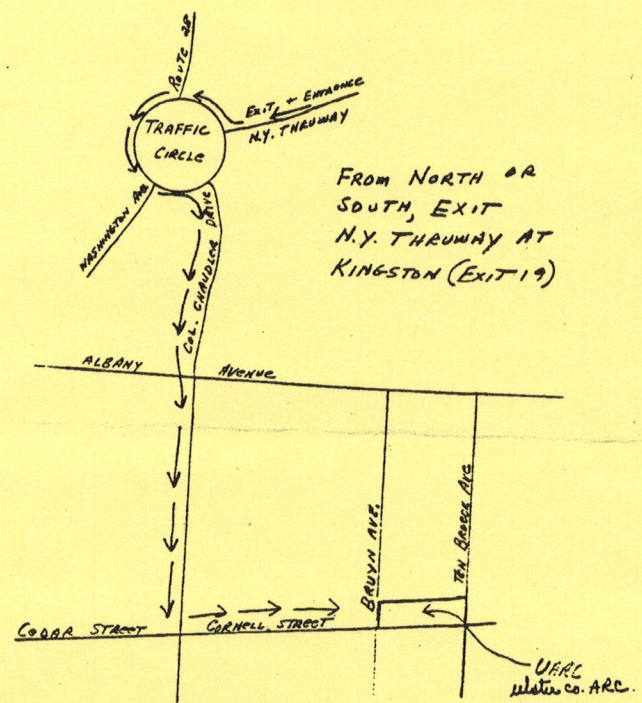 ROUTE 28
EXIT + ENTRANCE
N.Y. THRUWAY
TRAFFIC
CIRCLE
WASHINGTON AVE
COL. CHANDLER DRIVE
FROM NORTH OR
SOUTH, EXIT
N.Y. THRUWAY AT
KINGSTON (EXIT 19)
ALBANY AVENUE
BRUYN AVE.
TEN BROECK AVE
CEDAR STREET
CORNELL STREET
UARC
Ulster co. ARC.